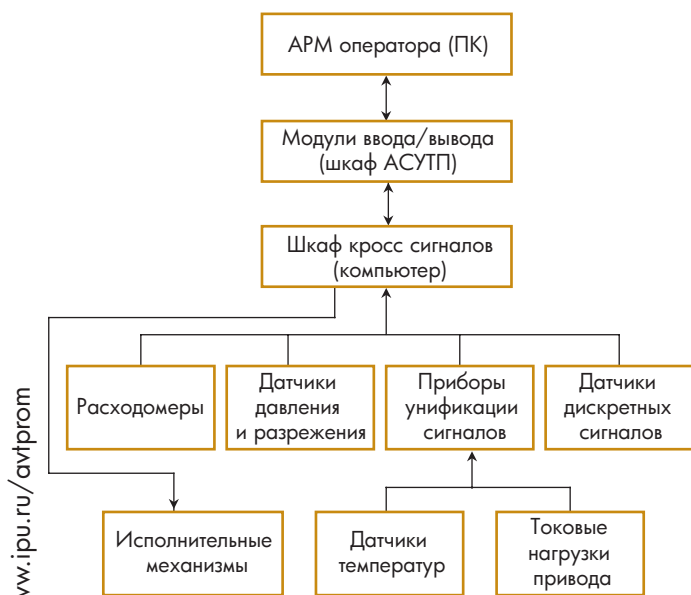 АРМ оператора (ПК)
Модули ввода/вывода
(шкаф АСУТП)
Шкаф кросс сигналов
(компьютер)
Расходомеры
Датчики
давления
и разрежения
Приборы
унификации
сигналов
Датчики
дискретных
сигналов
Исполнительные
механизмы
Датчики
температур
Токовые
нагрузки
привода
ww.ipu.ru/avtprom